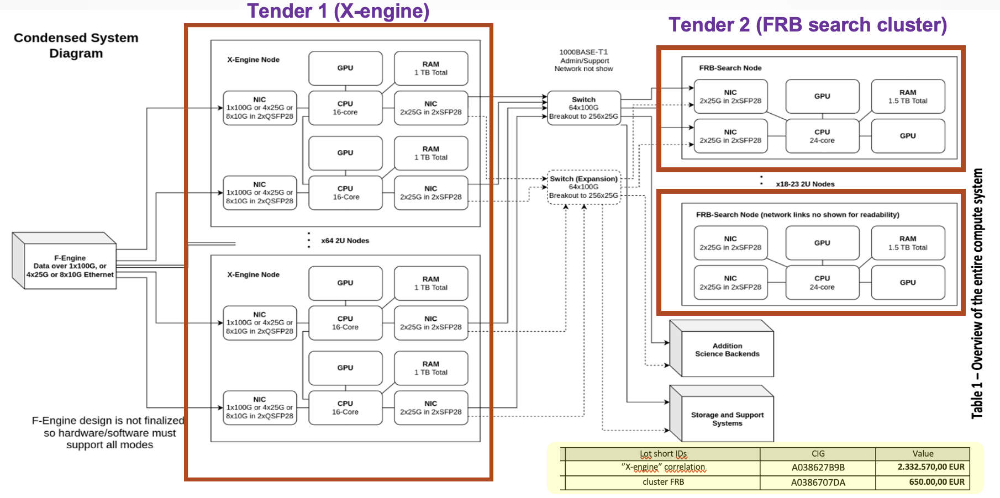 Tender 1 (X-engine)
Tender 2 (FRB search cluster)
Condensed System
Diagram
X-Engine Node
GPU
RAM
1 TB Total
NIC
1x100G or 4x25G or
8x10G in 2xQSFP28
CPU
16-core
NIC
2x25G in 2xSFP28
GPU
RAM
1 TB Total
NIC
1x100G or 4x25G or
8x10G in 2xQSFP28
CPU
16-Core
NIC
2x25G in 2xSFP28
x64 2U Nodes
X-Engine Node
GPU
RAM
1 TB Total
NIC
1x100G or 4x25G or
8x10G in 2xQSFP28
CPU
16-Core
NIC
2x25G in 2xSFP28
GPU
RAM
1 TB Total
NIC
1x100G or 4x25G or
8x10G in 2xQSFP28
CPU
16-Core
NIC
2x25G in 2xSFP28
F-Engine
Data over 1x100G, or
4x25G or 8x10G Ethernet
F-Engine design is not finalized
so hardware/software must
support all modes
1000BASE-T1
Admin/Support
Network not show
Switch
64x100G
Breakout to 256x25G
Switch (Expansion)
64x100G
Breakout to 256x25G
FRB-Search Node
NIC
2x25G in 2xSFP28
GPU
RAM
1.5 TB Total
NIC
2x25G in 2xSFP28
CPU
24-core
GPU
x18-23 2U Nodes
FRB-Search Node (network links no shown for readability)
NIC
2x25G in 2xSFP28
GPU
RAM
1.5 TB Total
NIC
2x25G in 2xSFP28
CPU
24-core
GPU
Addition
Science Backends
Storage and Support
Systems
Table 1 – Overview of the entire compute system
Lot short IDs CIG Value
”X-engine” correlation A038627B9B 2.332.570,00 EUR
cluster FRB A0386707DA 650.00,00 EUR